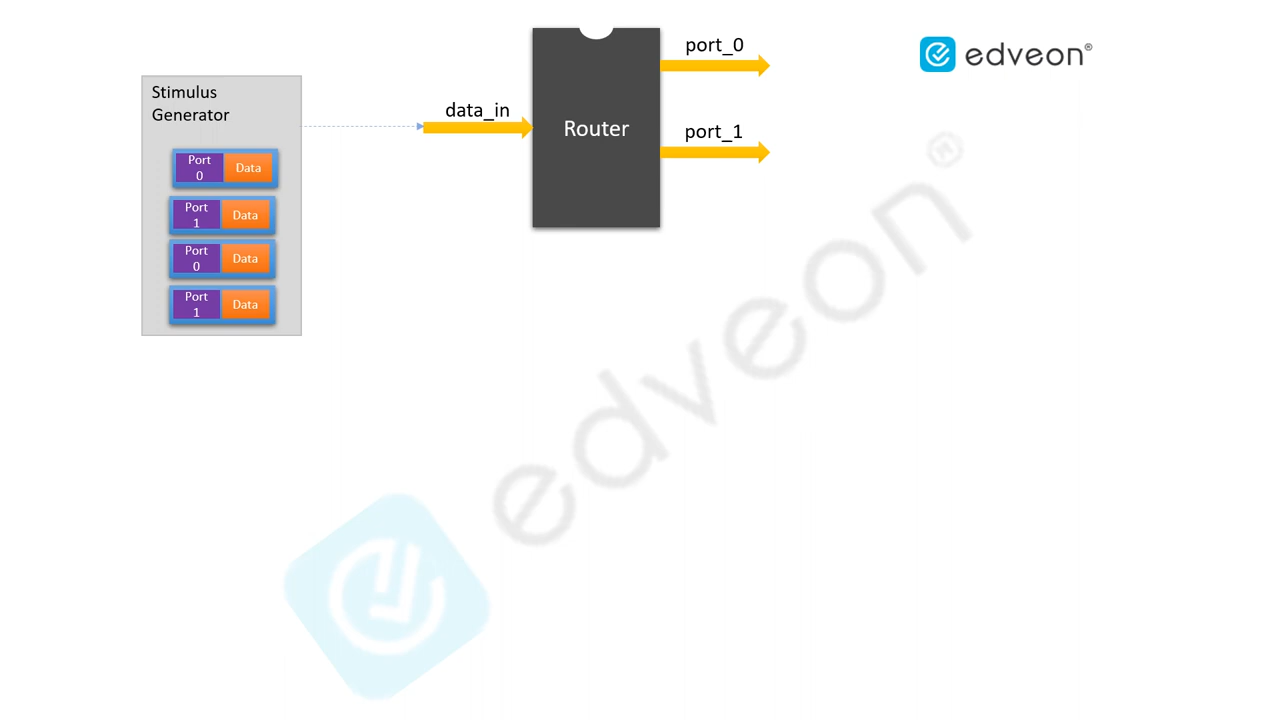 Stimulus
Generator
Port
0
Data
Port
1
Data
Port
0
Data
Port
1
Data
data_in
Router
port_0
port_1
edveon®
edveon®